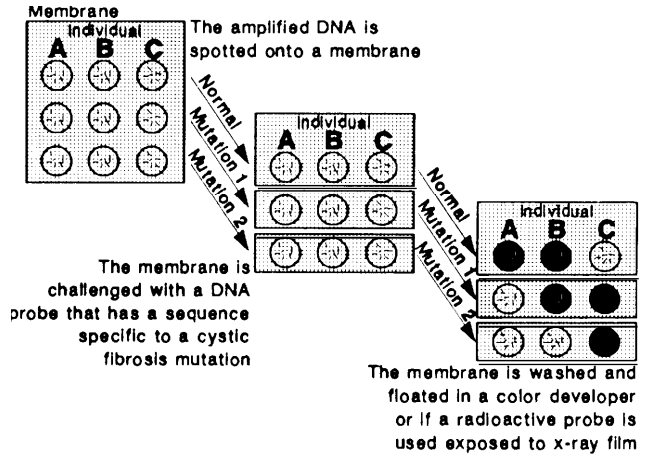 Membrane
Individual
A B C
The amplified DNA is
spotted onto a membrane
Normal
Mutation 1
Mutation 2
Individual
A B C
The membrane is
challenged with a DNA
probe that has a sequence
specific to a cystic
fibrosis mutation
Normal
Mutation 1
Mutation 2
Individual
A B C
The membrane is washed and
floated in a color developer
or if a radioactive probe is
used exposed to x-ray film